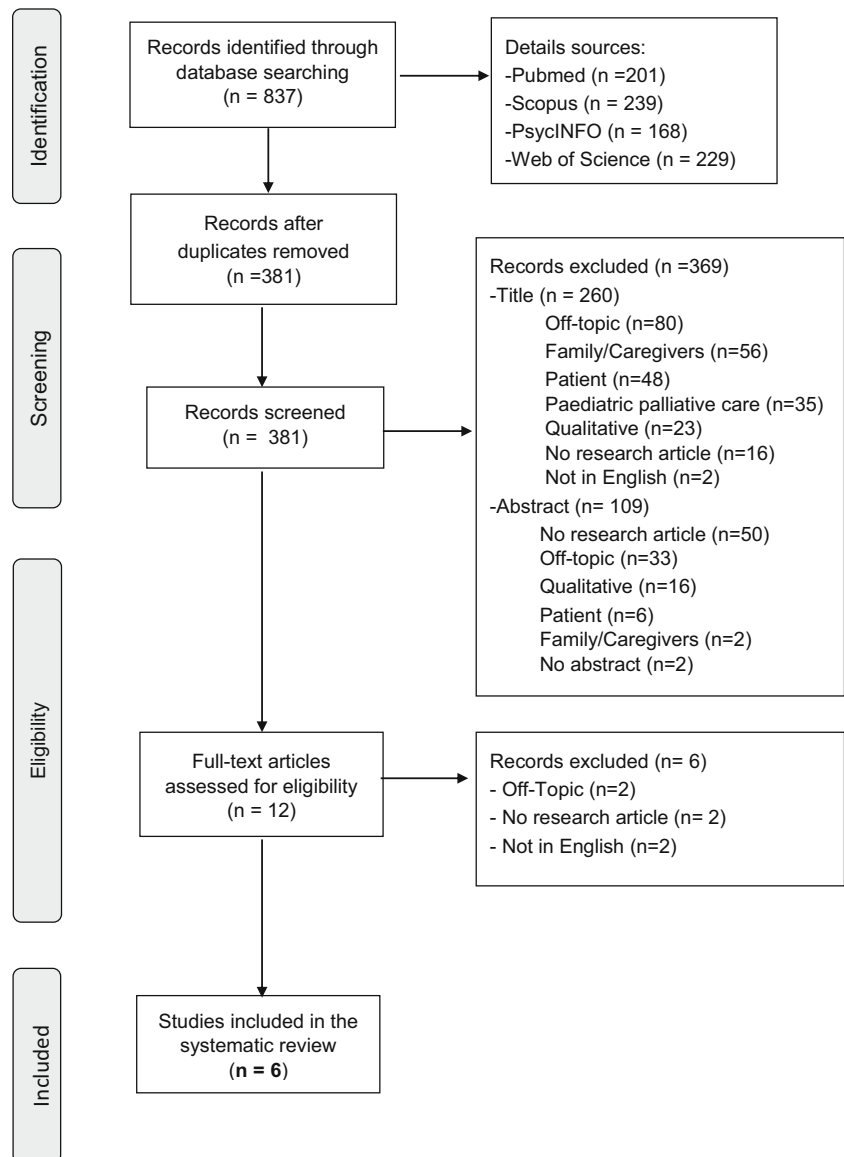 Identification
Records identified through
database searching
(n = 837)
Details sources:
-Pubmed (n =201)
-Scopus (n = 239)
-PsycINFO (n = 168)
-Web of Science (n = 229)
Records after
duplicates removed
(n =381)
Screening
Records screened
(n = 381)
Records excluded (n =369)
-Title (n = 260)
Off-topic (n=80)
Family/Caregivers (n=56)
Patient (n=48)
Paediatric palliative care (n=35)
Qualitative (n=23)
No research article (n=16)
Not in English (n=2)
-Abstract (n= 109)
No research article (n=50)
Off-topic (n=33)
Qualitative (n=16)
Patient (n=6)
Family/Caregivers (n=2)
No abstract (n=2)
Eligibility
Full-text articles
assessed for eligibility
(n = 12)
Records excluded (n= 6)
- Off-Topic (n=2)
- No research article (n= 2)
- Not in English (n=2)
Included
Studies included in the
systematic review
(n = 6)